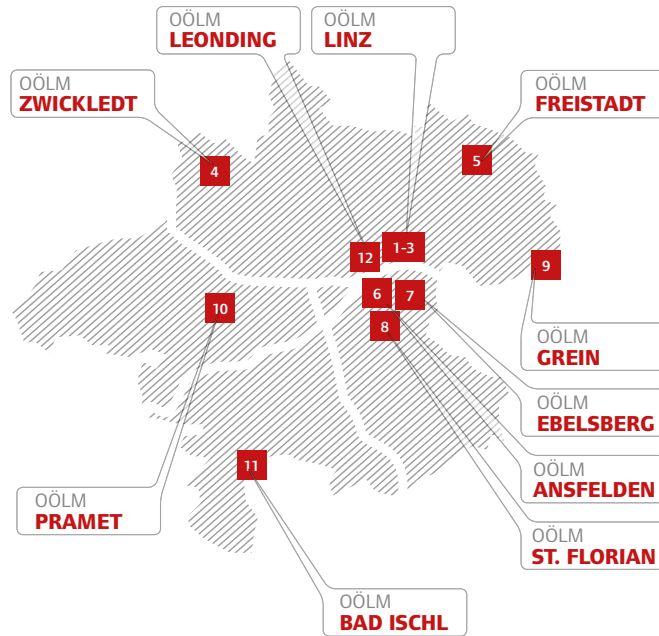 OÖLM
LEONDING
OÖLM
LINZ
OÖLM
ZWICKLEDT
OÖLM
FREISTADT
4
5
1-3
12
9
6
7
10
8
OÖLM
GREIN
OÖLM
EBELSBERG
11
OÖLM
ANSFELDEN
OÖLM
PRAMET
OÖLM
ST. FLORIAN
OÖLM
BAD ISCHL